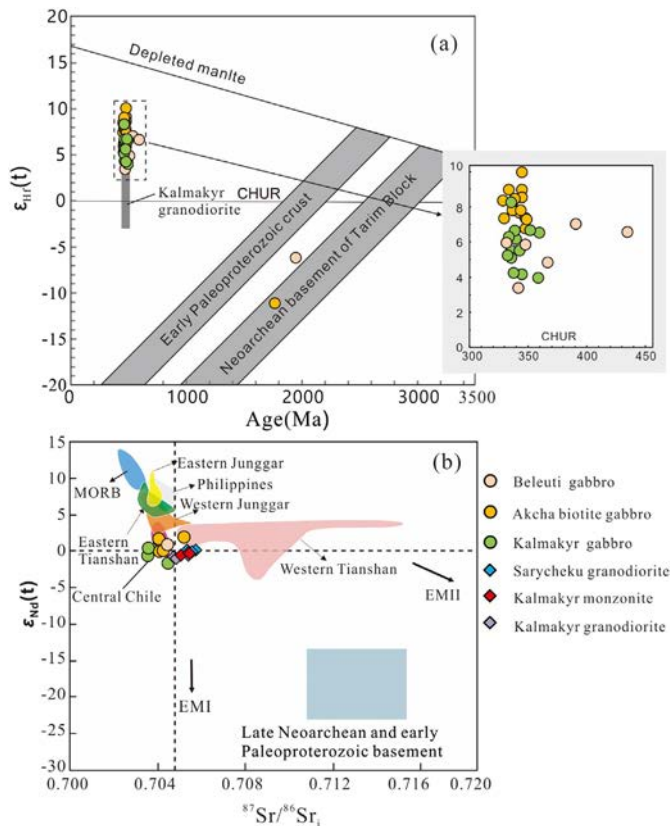 (a)
20
15
10
5
0
-5
-10
-15
-20
εHf(t)
Depleted manlte
Kalmakyr
granodiorite
CHUR
Early Paleoproterozoic crust
Neoarchean basement of Tarim Block
1000
2000
3000
3500
Age(Ma)
10
8
6
4
2
0
CHUR
300
350
400
450
(b)
15
10
5
0
-5
-10
-15
-20
-25
-30
εNd(t)
Eastern Junggar
MORB
Philippines
Western Junggar
Eastern
Tianshan
Western Tianshan
Central Chile
EMII
EMI
Late Neoarchean and early
Paleoproterozoic basement
0.700
0.704
0.708
0.712
0.716
0.720
⁸⁷Sr/⁸⁶Srᵢ
Beleuti gabbro
Akcha biotite gabbro
Kalmakyr gabbro
Sarycheku granodiorite
Kalmakyr monzonite
Kalmakyr granodiorite